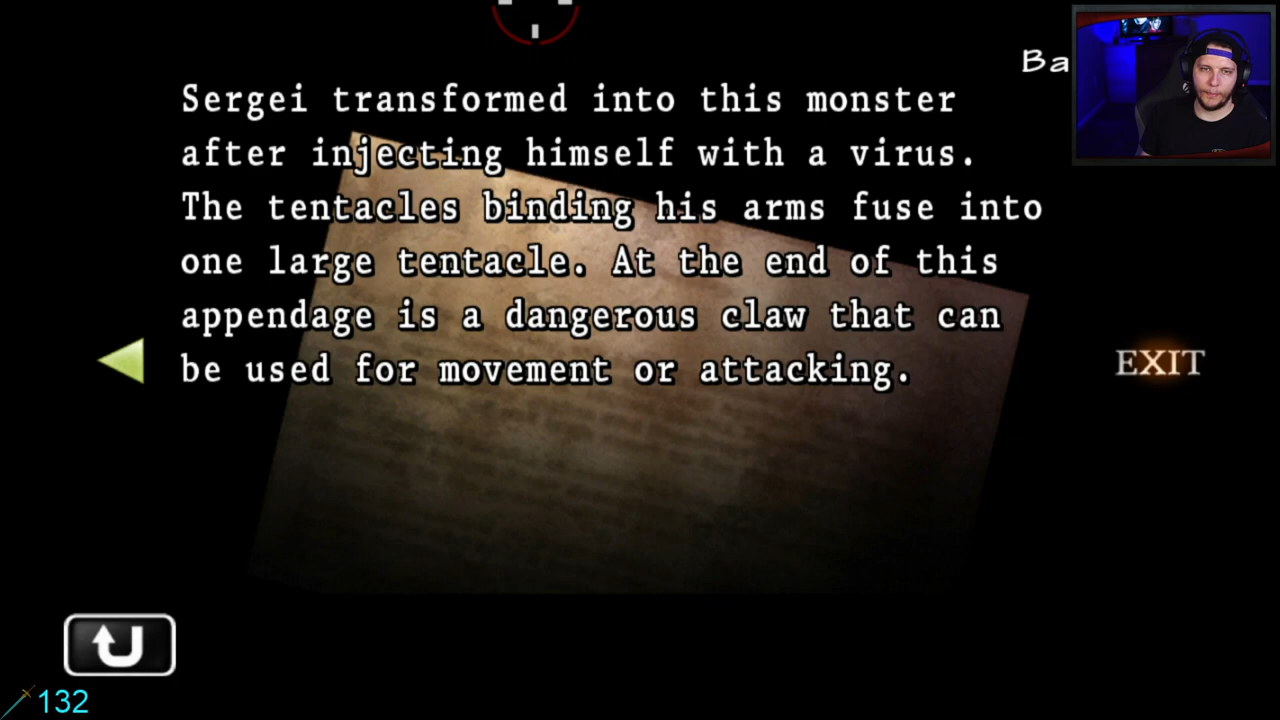 Ba
Sergei transformed into this monster
after injecting himself with a virus.
The tentacles binding his arms fuse into
one large tentacle. At the end of this
appendage is a dangerous claw that can
be used for movement or attacking.
EXIT
132